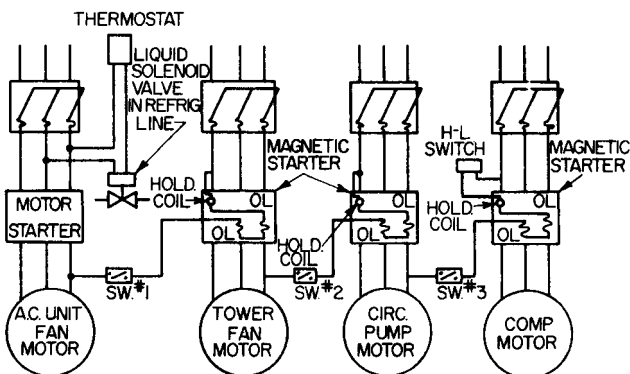 THERMOSTAT
LIQUID
SOLENOID
VALVE
IN REFRIG
LINE
MAGNETIC
STARTER
H-L
SWITCH
MAGNETIC
STARTER
HOLD.
COIL
OL
OL
HOLD.
COIL
OL
OL
HOLD.
COIL
OL
OL
MOTOR
STARTER
SW.#1
SW.#2
SW.#3
A.C. UNIT
FAN
MOTOR
TOWER
FAN
MOTOR
CIRC.
PUMP
MOTOR
COMP
MOTOR